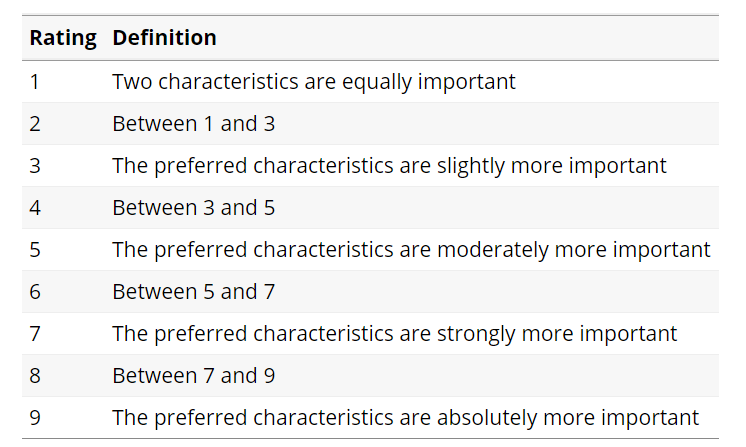 Rating Definition
1 Two characteristics are equally important
2 Between 1 and 3
3 The preferred characteristics are slightly more important
4 Between 3 and 5
5 The preferred characteristics are moderately more important
6 Between 5 and 7
7 The preferred characteristics are strongly more important
8 Between 7 and 9
9 The preferred characteristics are absolutely more important